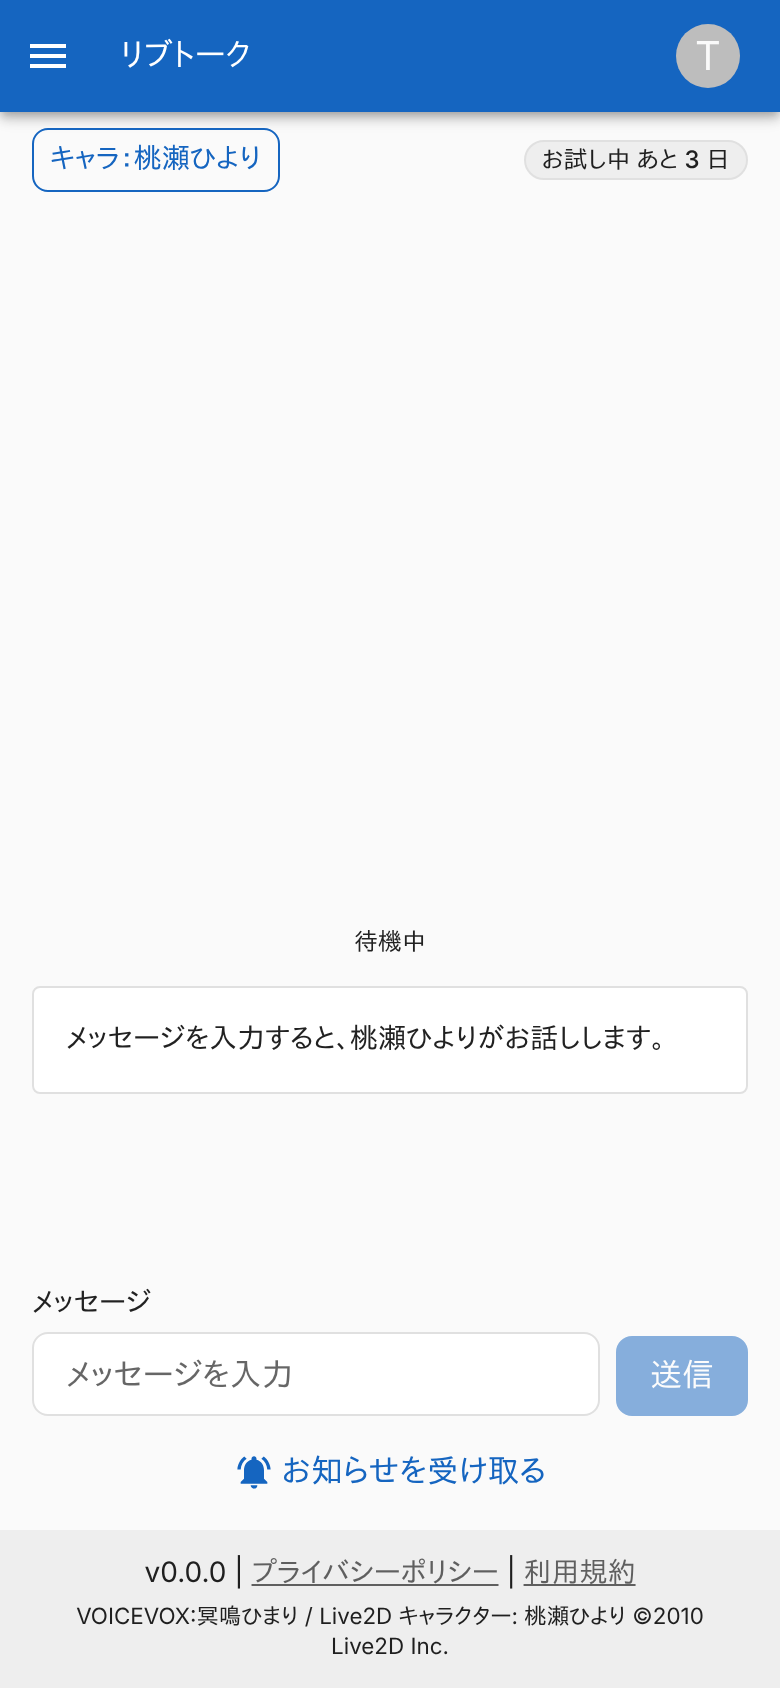 リブトーク
T
キャラ：桃瀬ひより
お試し中 あと 3 日
待機中
メッセージを入力すると、桃瀬ひよりがお話しします。
メッセージ
メッセージを入力
送信
お知らせを受け取る
v0.0.0 | プライバシーポリシー | 利用規約
VOICEVOX:冥鳴ひまり / Live2D キャラクター: 桃瀬ひより ©2010
Live2D Inc.